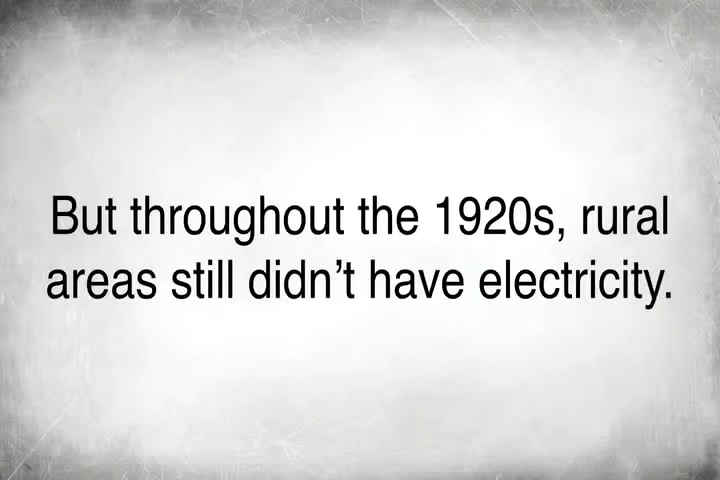 But throughout the 1920s, rural
areas still didn’t have electricity.